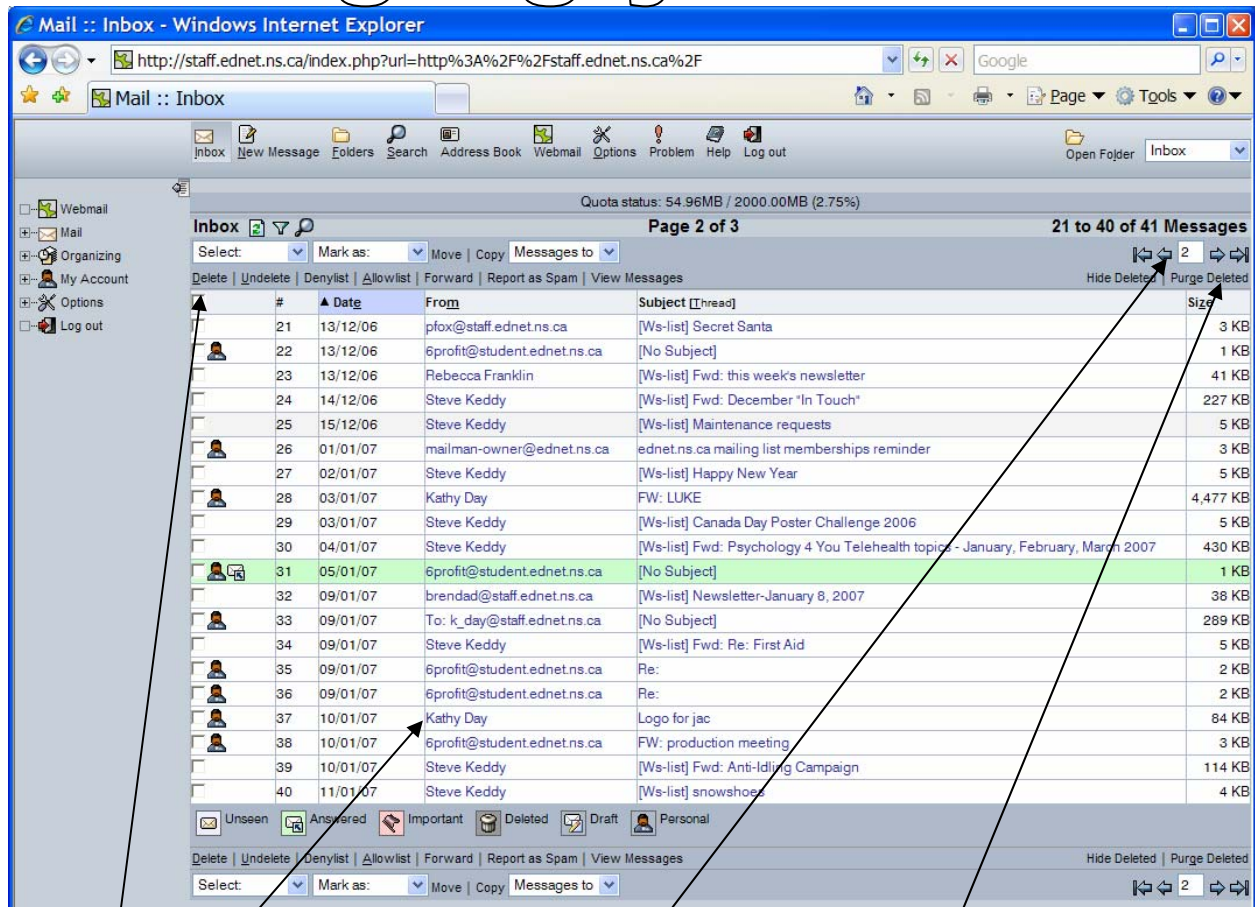 Mail :: Inbox - Windows Internet Explorer
http://staff.ednet.ns.ca/index.php?url=http%3A%2F%2Fstaff.ednet.ns.ca%2F Google
Mail :: Inbox Page Tools
Inbox New Message Folders Search Address Book Webmail Options Problem Help Log out Open Folder Inbox
Webmail
Mail
Organizing
My Account
Options
Log out
Quota status: 54.96MB / 2000.00MB (2.75%)
Inbox Page 2 of 3 21 to 40 of 41 Messages
Select: Mark as: Move | Copy Messages to 2
Delete | Undelete | Denylist | Allowlist | Forward | Report as Spam | View Messages Hide Deleted | Purge Deleted
# ▲ Date From Subject [Thread] Size
21 13/12/06 pfox@staff.ednet.ns.ca [Ws-list] Secret Santa 3 KB
22 13/12/06 6profit@student.ednet.ns.ca [No Subject] 1 KB
23 13/12/06 Rebecca Franklin [Ws-list] Fwd: this week's newsletter 41 KB
24 14/12/06 Steve Keddy [Ws-list] Fwd: December "In Touch" 227 KB
25 15/12/06 Steve Keddy [Ws-list] Maintenance requests 5 KB
26 01/01/07 mailman-owner@ednet.ns.ca ednet.ns.ca mailing list memberships reminder 3 KB
27 02/01/07 Steve Keddy [Ws-list] Happy New Year 5 KB
28 03/01/07 Kathy Day FW: LUKE 4,477 KB
29 03/01/07 Steve Keddy [Ws-list] Canada Day Poster Challenge 2006 5 KB
30 04/01/07 Steve Keddy [Ws-list] Fwd: Psychology 4 You Telehealth topics - January, February, March 2007 430 KB
31 05/01/07 6profit@student.ednet.ns.ca [No Subject] 1 KB
32 09/01/07 brendad@staff.ednet.ns.ca [Ws-list] Newsletter-January 8, 2007 38 KB
33 09/01/07 To: k_day@staff.ednet.ns.ca [No Subject] 289 KB
34 09/01/07 Steve Keddy [Ws-list] Fwd: Re: First Aid 5 KB
35 09/01/07 6profit@student.ednet.ns.ca Re: 2 KB
36 09/01/07 6profit@student.ednet.ns.ca Re: 2 KB
37 10/01/07 Kathy Day Logo for jac 84 KB
38 10/01/07 6profit@student.ednet.ns.ca FW: production meeting 3 KB
39 10/01/07 Steve Keddy [Ws-list] Fwd: Anti-Idling Campaign 114 KB
40 11/01/07 Steve Keddy [Ws-list] snowshoes 4 KB
Unseen Answered Important Deleted Draft Personal
Delete | Undelete | Denylist | Allowlist | Forward | Report as Spam | View Messages Hide Deleted | Purge Deleted
Select: Mark as: Move | Copy Messages to 2